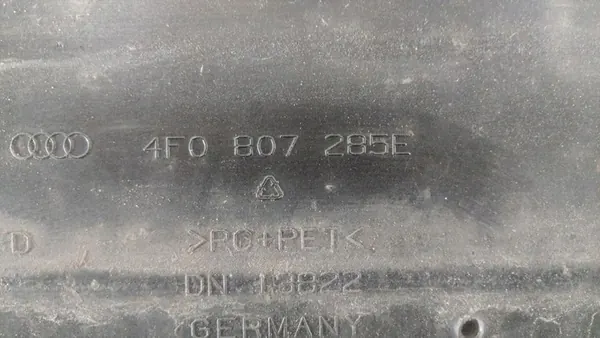 4F0 807 285E
D
>PC+PET<
DN 13822
GERMANY